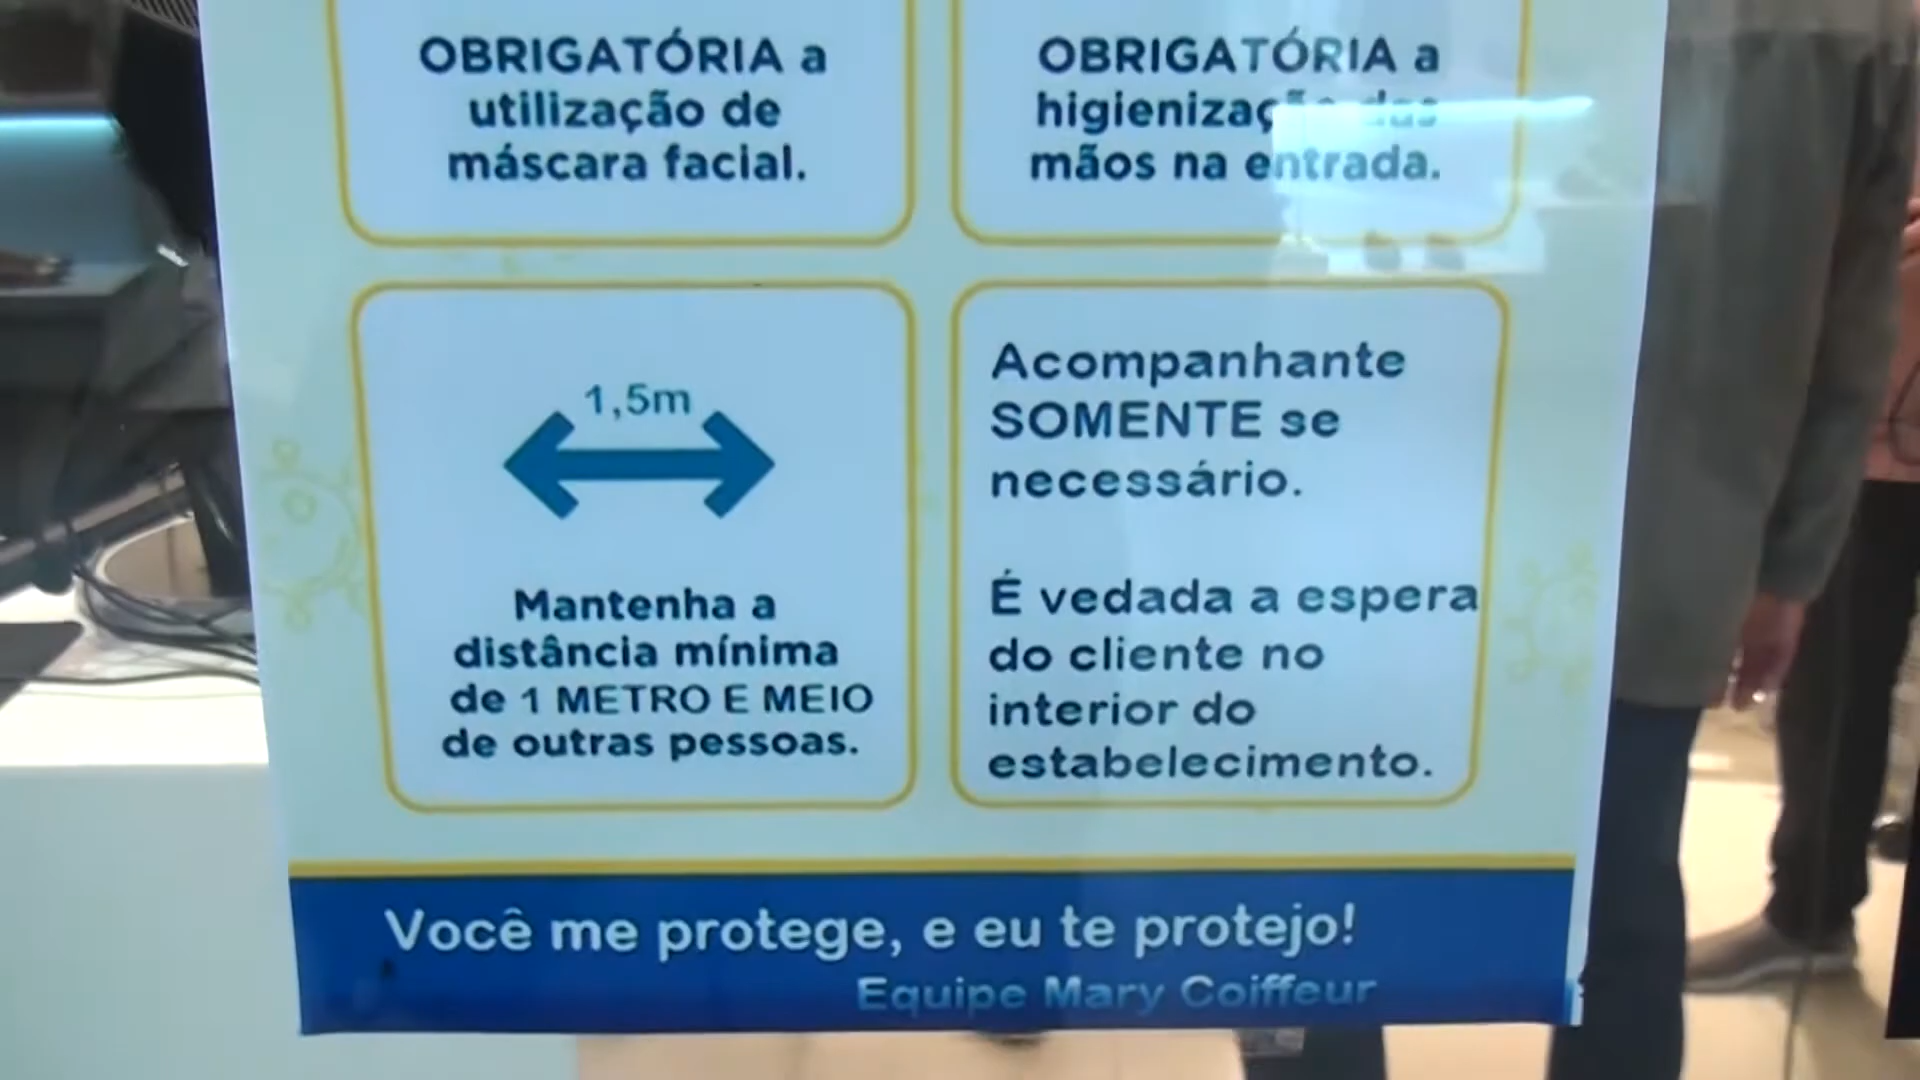 OBRIGATÓRIA a
utilização de
máscara facial.
OBRIGATÓRIA a
higienização das
mãos na entrada.
1,5m
Mantenha a
distância mínima
de 1 METRO E MEIO
de outras pessoas.
Acompanhante
SOMENTE se
necessário.
É vedada a espera
do cliente no
interior do
estabelecimento.
Você me protege, e eu te protejo!
Equipe Mary Coiffeur